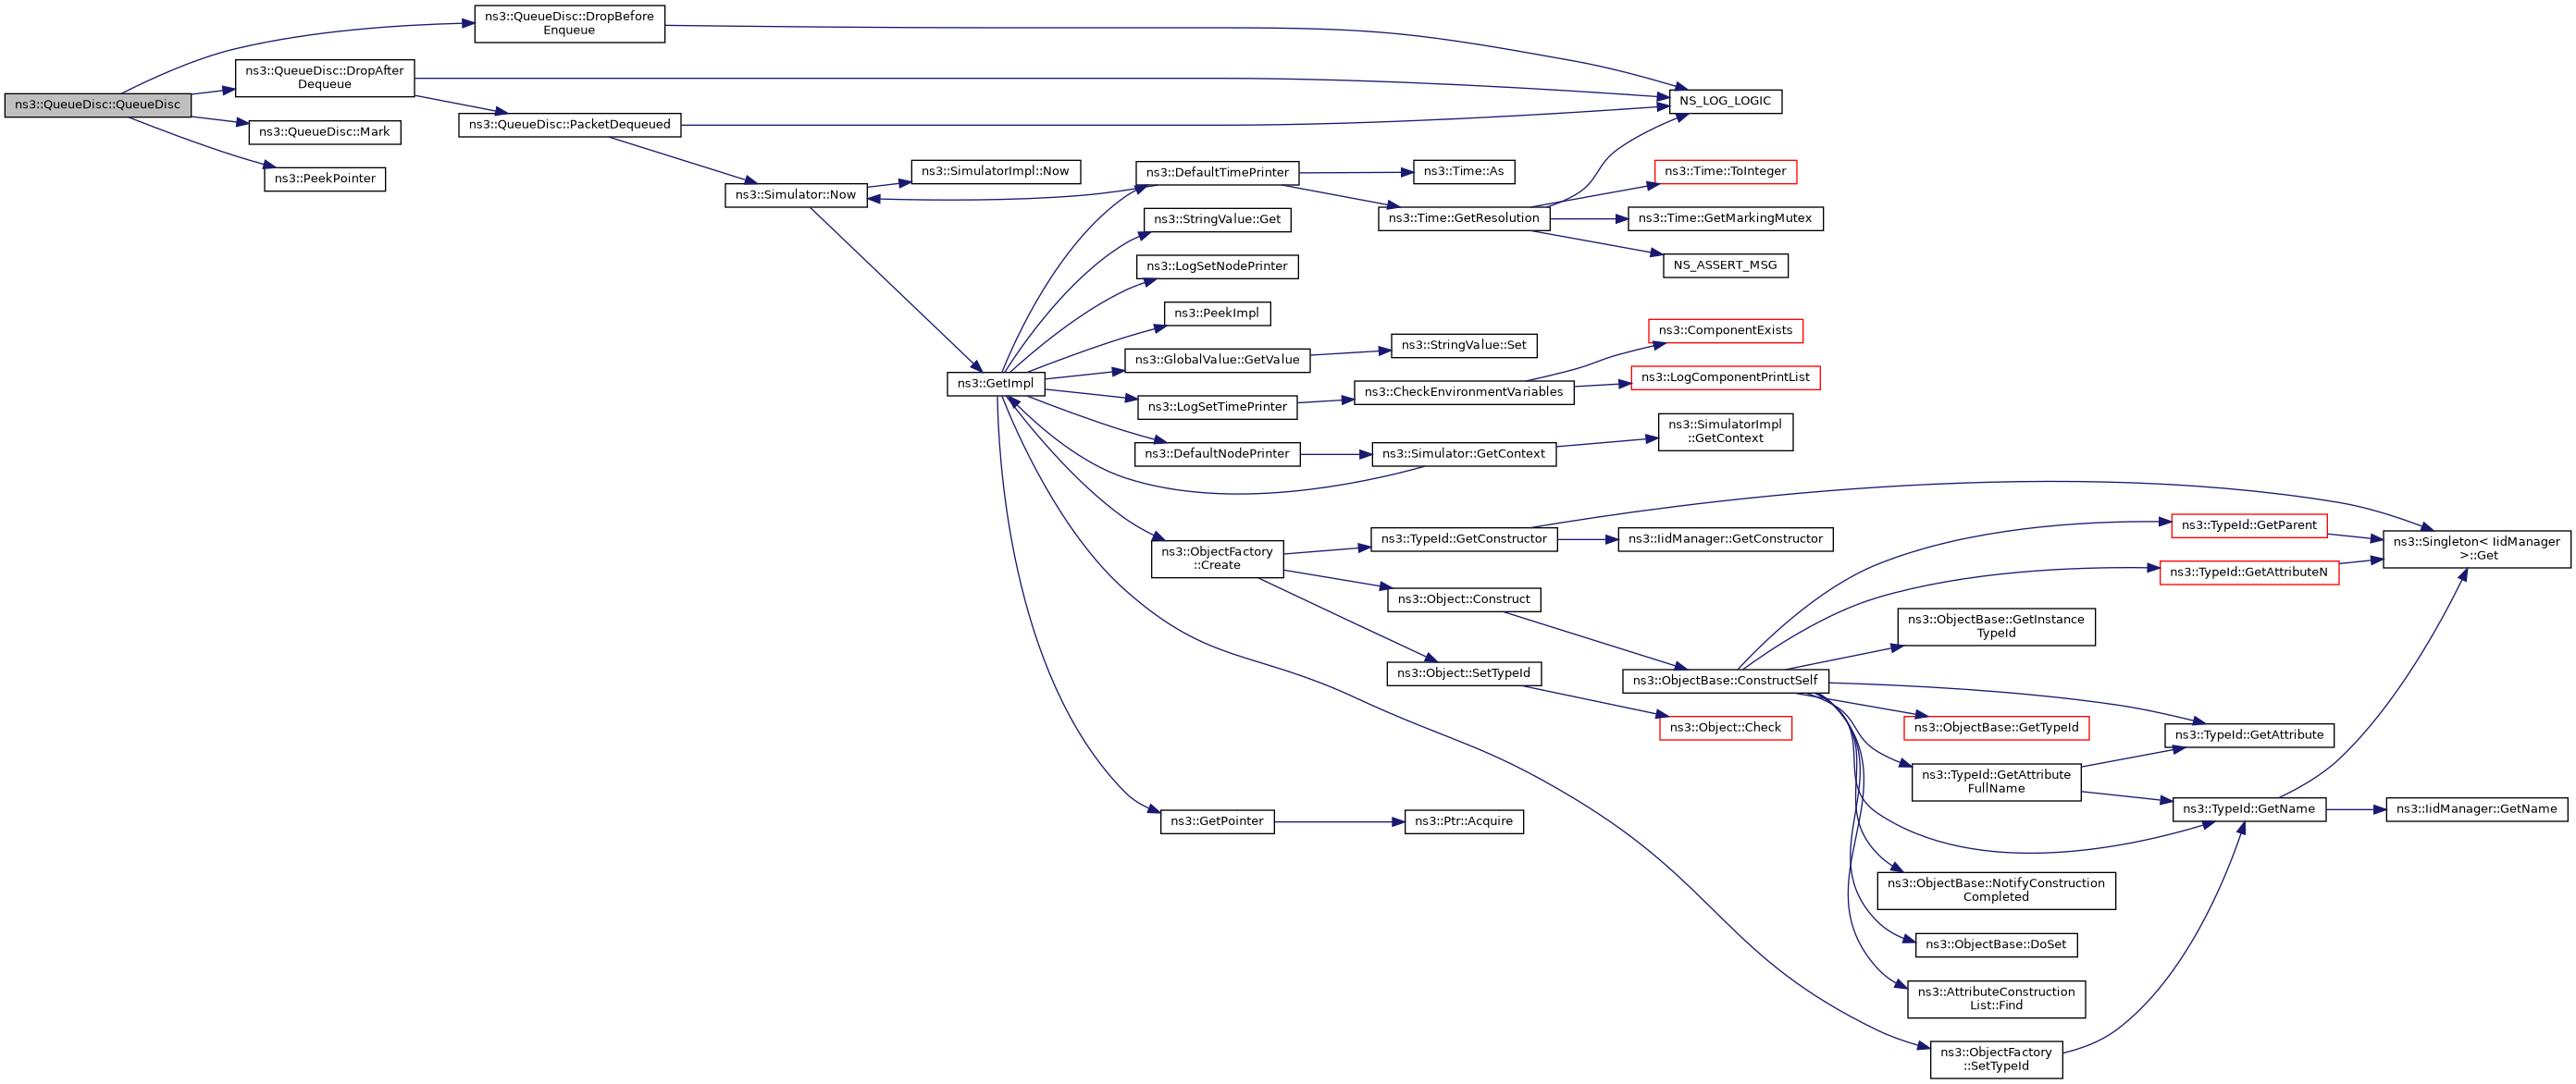 ns3::QueueDisc::QueueDisc
ns3::QueueDisc::DropBefore
Enqueue
ns3::QueueDisc::DropAfter
Dequeue
ns3::QueueDisc::Mark
ns3::PeekPointer
ns3::QueueDisc::PacketDequeued
NS_LOG_LOGIC
ns3::Simulator::Now
ns3::SimulatorImpl::Now
ns3::GetImpl
ns3::DefaultTimePrinter
ns3::Time::As
ns3::Time::GetResolution
ns3::Time::ToInteger
ns3::Time::GetMarkingMutex
NS_ASSERT_MSG
ns3::StringValue::Get
ns3::LogSetNodePrinter
ns3::PeekImpl
ns3::GlobalValue::GetValue
ns3::StringValue::Set
ns3::LogSetTimePrinter
ns3::CheckEnvironmentVariables
ns3::ComponentExists
ns3::LogComponentPrintList
ns3::DefaultNodePrinter
ns3::Simulator::GetContext
ns3::SimulatorImpl
::GetContext
ns3::ObjectFactory
::Create
ns3::TypeId::GetConstructor
ns3::IidManager::GetConstructor
ns3::Object::Construct
ns3::Object::SetTypeId
ns3::Object::Check
ns3::ObjectBase::ConstructSelf
ns3::TypeId::GetParent
ns3::TypeId::GetAttributeN
ns3::Singleton< IidManager
>::Get
ns3::ObjectBase::GetInstance
TypeId
ns3::ObjectBase::GetTypeId
ns3::TypeId::GetAttribute
ns3::TypeId::GetAttribute
FullName
ns3::TypeId::GetName
ns3::IidManager::GetName
ns3::ObjectBase::NotifyConstruction
Completed
ns3::ObjectBase::DoSet
ns3::AttributeConstruction
List::Find
ns3::GetPointer
ns3::Ptr::Acquire
ns3::ObjectFactory
::SetTypeId